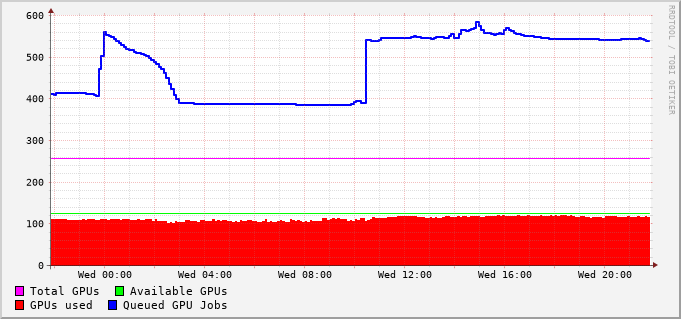 600
500
400
300
200
100
0
Wed 00:00 Wed 04:00 Wed 08:00 Wed 12:00 Wed 16:00 Wed 20:00
Total GPUs Available GPUs
GPUs used Queued GPU Jobs
RRDTOOL / TOBI OETIKER